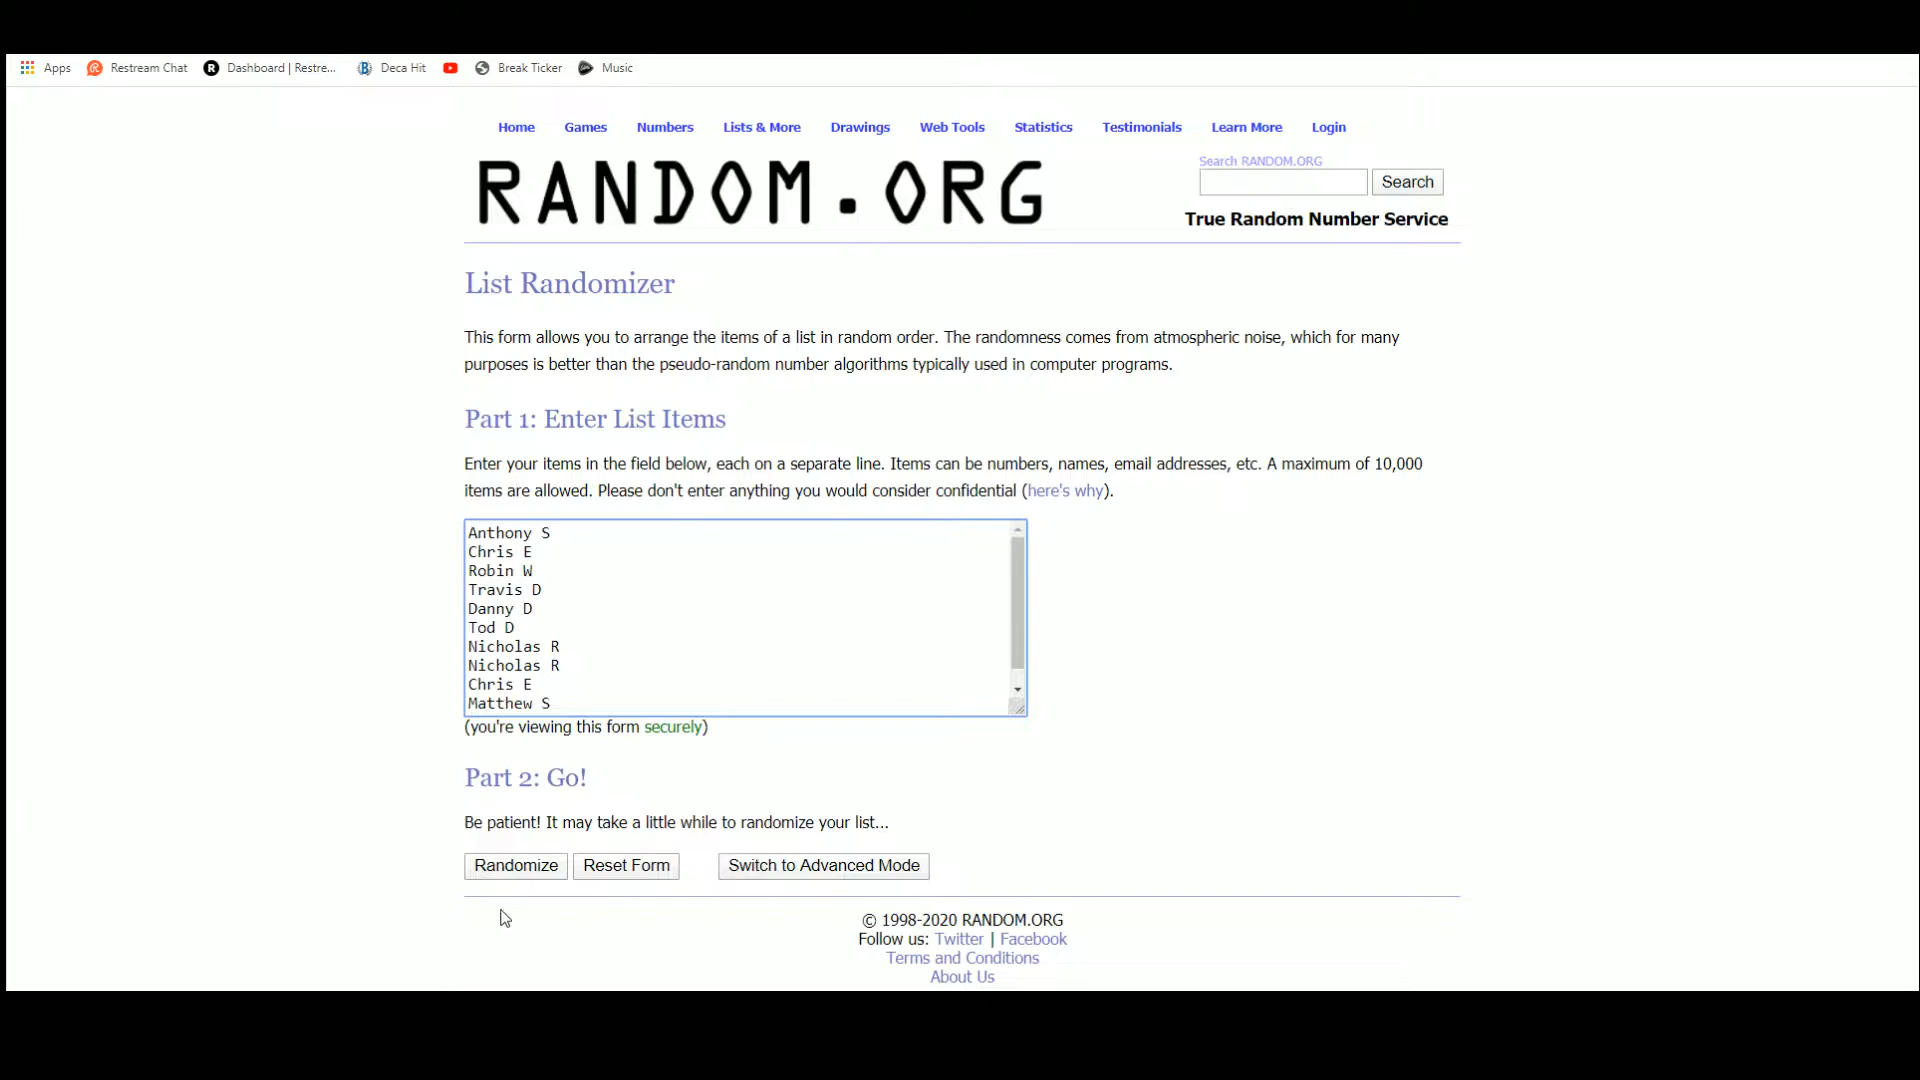 Apps Restream Chat Dashboard | Restre... Deca Hit Break Ticker Music
Home Games Numbers Lists & More Drawings Web Tools Statistics Testimonials Learn More Login
RANDOM.ORG
Search RANDOM.ORG
Search
True Random Number Service
List Randomizer
This form allows you to arrange the items of a list in random order. The randomness comes from atmospheric noise, which for many
purposes is better than the pseudo-random number algorithms typically used in computer programs.
Part 1: Enter List Items
Enter your items in the field below, each on a separate line. Items can be numbers, names, email addresses, etc. A maximum of 10,000
items are allowed. Please don't enter anything you would consider confidential (here's why).
Anthony S
Chris E
Robin W
Travis D
Danny D
Tod D
Nicholas R
Nicholas R
Chris E
Matthew S
(you're viewing this form securely)
Part 2: Go!
Be patient! It may take a little while to randomize your list...
Randomize Reset Form Switch to Advanced Mode
© 1998-2020 RANDOM.ORG
Follow us: Twitter | Facebook
Terms and Conditions
About Us